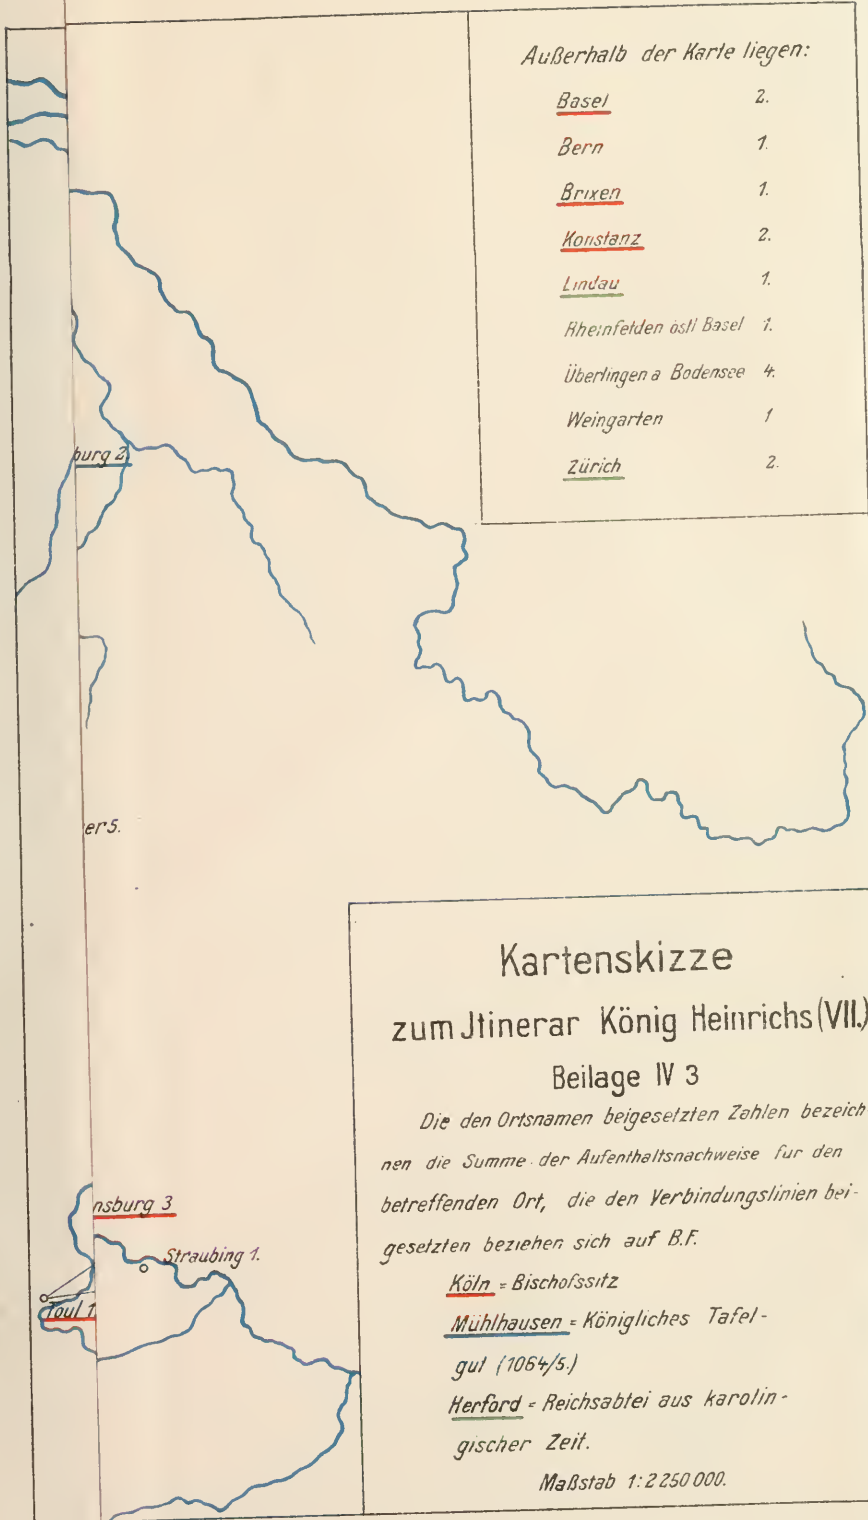 Außerhalb der Karte liegen:
Basel 2.
Bern 1.
Brixen 1.
Konstanz 2.
Lindau 1.
Rheinfelden östl Basel 1.
Überlingen a Bodensee 4.
Weingarten 1
Zürich 2.
burg 2.
er 5.
nsburg 3
Straubing 1.
Toul 1
Kartenskizze
zum Jtinerar König Heinrichs (VII.)
Beilage IV 3
Die den Ortsnamen beigesetzten Zahlen bezeich
nen die Summe der Aufenthaltsnachweise für den
betreffenden Ort, die den Verbindungslinien bei-
gesetzten beziehen sich auf B.F.
Köln = Bischofssitz
Mühlhausen = Königliches Tafel-
gut (1064/5.)
Herford = Reichsabtei aus karolin-
gischer Zeit.
Maßstab 1:2 250 000.